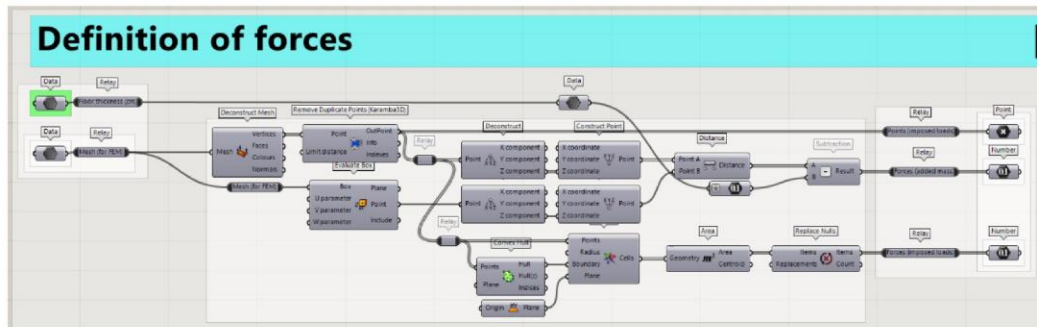 Definition of forces
Data
Relay
Floor thickness (cm)
Data
Relay
Mesh (for FEM)
Data
Deconstruct Mesh
Mesh
Vertices
Faces
Colours
Normals
Remove Duplicate Points (Karamba3D)
Point
Limit distance
OutPoint
Info
Indexes
Relay
Mesh (for FEM)
Evaluate Box
Box
U parameter
V parameter
W parameter
Plane
Point
Include
Deconstruct
Point
X component
Y component
Z component
Point
X component
Y component
Z component
Construct Point
X coordinate
Y coordinate
Z coordinate
Point
X coordinate
Y coordinate
Z coordinate
Point
Distance
Point A
Point B
Distance
Subtraction
A
B
Result
Relay
Convex Hull
Points
Plane
Hull
Hull(z)
Indices
Origin
Plane
Points
Radius
Boundary
Plane
Cells
Area
Geometry
Area
Centroid
Replace Nulls
Items
Replacements
Items
Count
Relay
Points (imposed loads)
Relay
Forces (added mass)
Relay
Forces (imposed loads)
Point
Number
Number